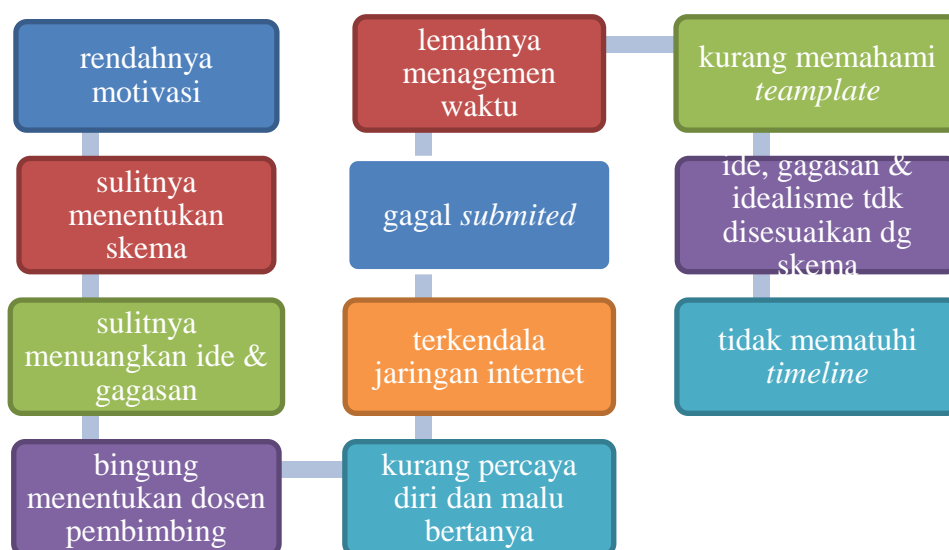 rendahnya
motivasi
sulitnya
menentukan
skema
sulitnya
menuangkan ide &
gagasan
bingung
menentukan dosen
pembimbing
kurang percaya
diri dan malu
bertanya
terkendala
jaringan internet
gagal submited
lemahnya
menagemen
waktu
kurang memahami
teamplate
ide, gagasan &
idealisme tdk
disesuaikan dg
skema
tidak mematuhi
timeline